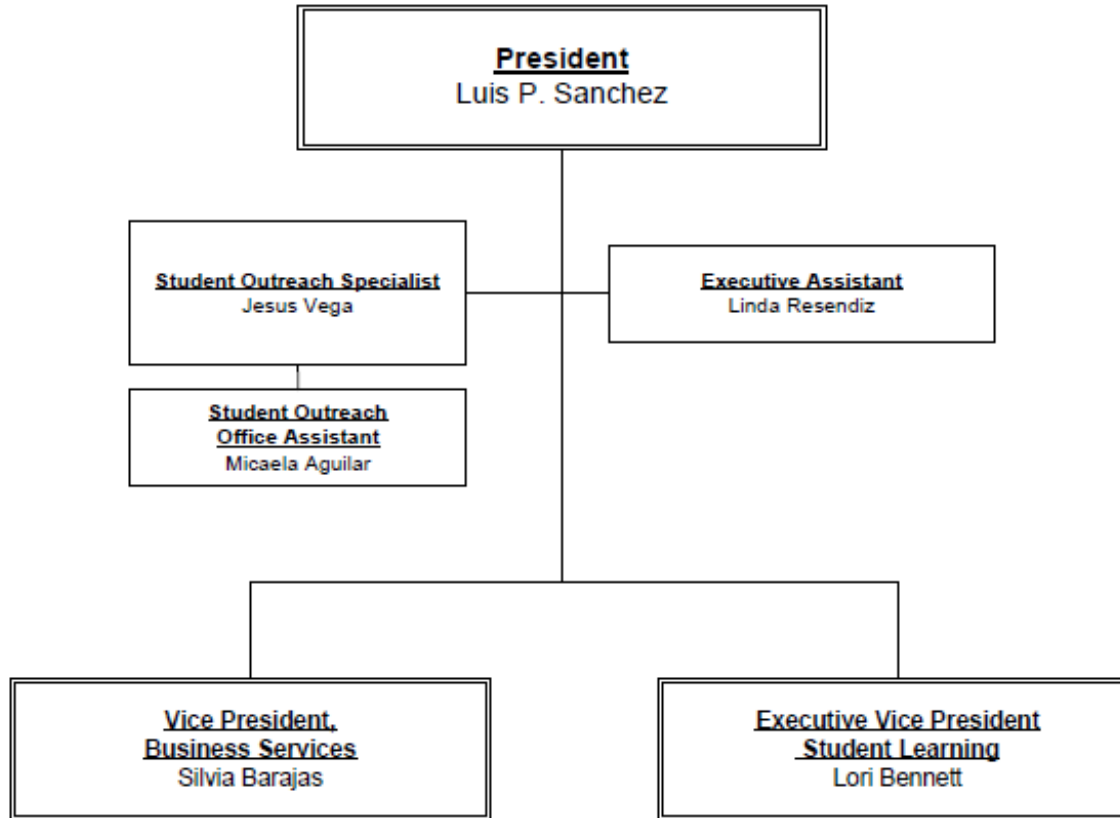 President
Luis P. Sanchez
Student Outreach Specialist
Jesus Vega
Executive Assistant
Linda Resendiz
Student Outreach
Office Assistant
Micaela Aguilar
Vice President,
Business Services
Silvia Barajas
Executive Vice President
Student Learning
Lori Bennett